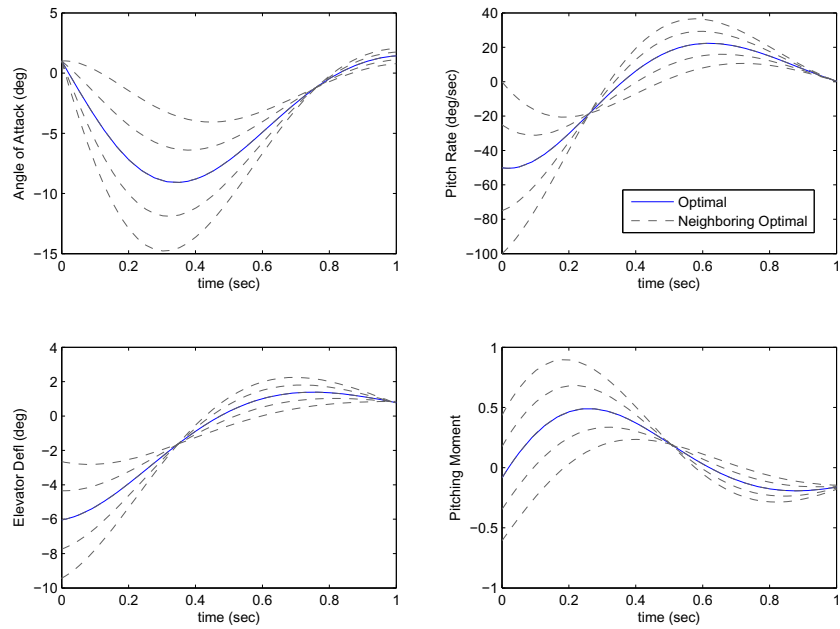 5
0
−5
−10
−15
0 0.2 0.4 0.6 0.8 1
time (sec)
Angle of Attack (deg)
40
20
0
−20
−40
−60
−80
−100
0 0.2 0.4 0.6 0.8 1
time (sec)
Pitch Rate (deg/sec)
Optimal
Neighboring Optimal
4
2
0
−2
−4
−6
−8
−10
0 0.2 0.4 0.6 0.8 1
time (sec)
Elevator Defl (deg)
1
0.5
0
−0.5
−1
0 0.2 0.4 0.6 0.8 1
time (sec)
Pitching Moment